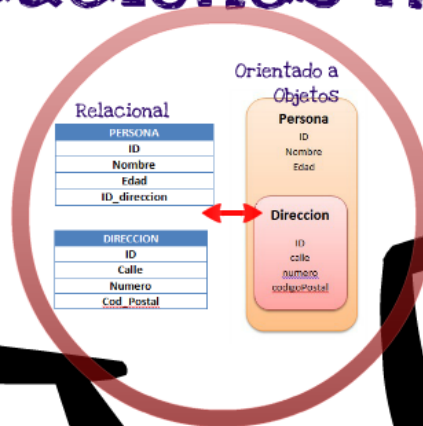 Relacional
PERSONA
ID
Nombre
Edad
ID_direccion
DIRECCION
ID
Calle
Numero
Cod_Postal
Orientado a
Objetos
Persona
ID
Nombre
Edad
Direccion
ID
calle
numero
codigoPostal